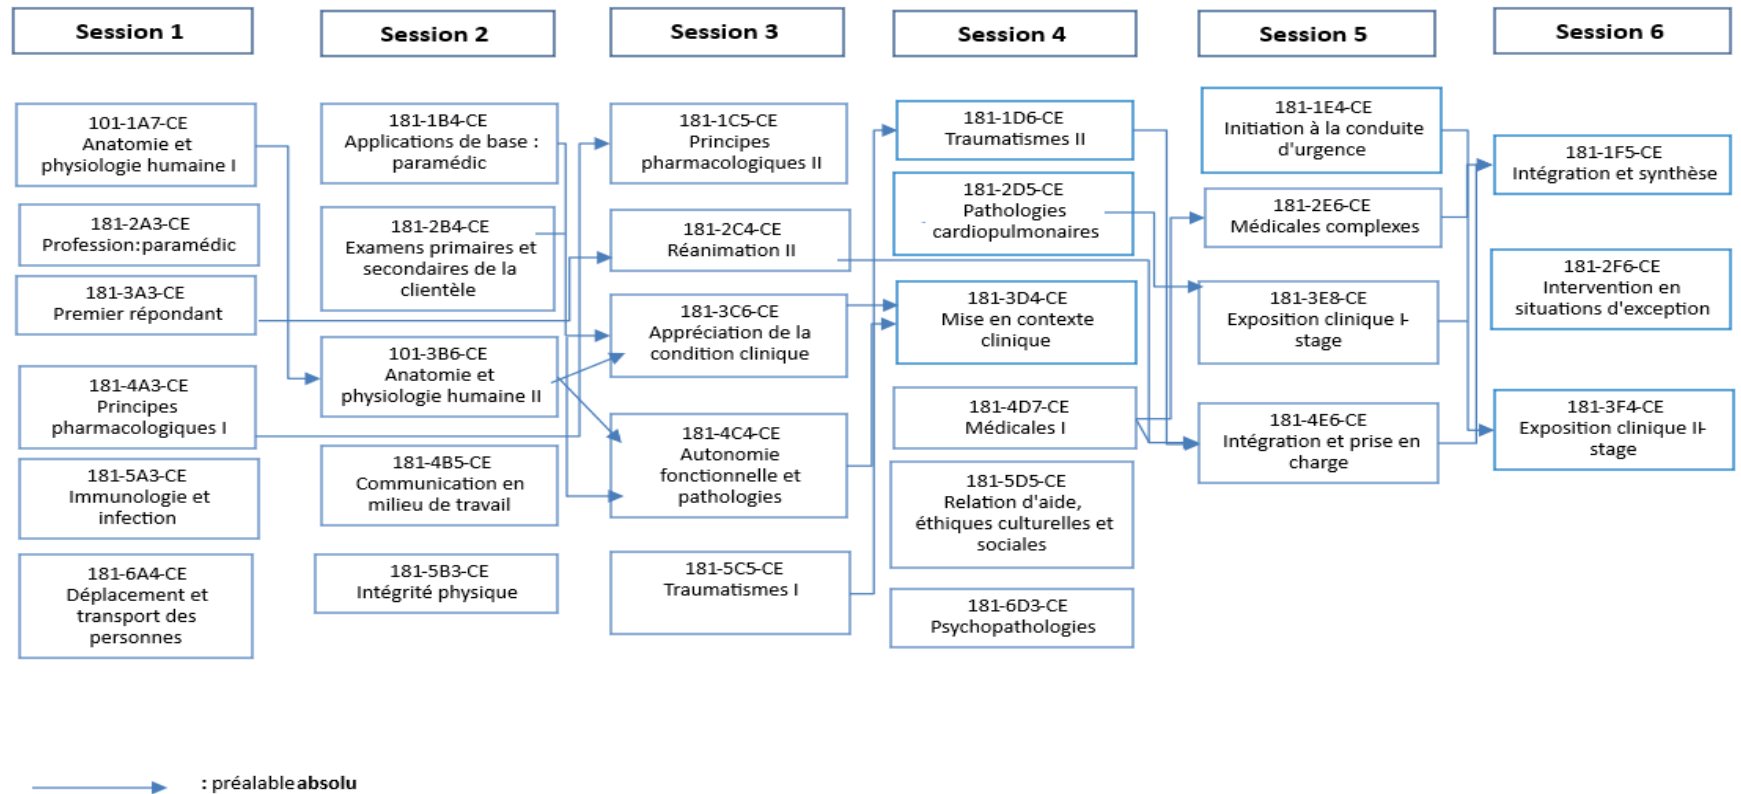 Session 1
Session 2
Session 3
Session 4
Session 5
Session 6
101-1A7-CE
Anatomie et
physiologie humaine I
181-2A3-CE
Profession:paramédic
181-3A3-CE
Premier répondant
181-4A3-CE
Principes
pharmacologiques I
181-5A3-CE
Immunologie et
infection
181-6A4-CE
Déplacement et
transport des
personnes
181-1B4-CE
Applications de base :
paramédic
181-2B4-CE
Examens primaires et
secondaires de la
clientèle
101-3B6-CE
Anatomie et
physiologie humaine II
181-4B5-CE
Communication en
milieu de travail
181-5B3-CE
Intégrité physique
181-1C5-CE
Principes
pharmacologiques II
181-2C4-CE
Réanimation II
181-3C6-CE
Appréciation de la
condition clinique
181-4C4-CE
Autonomie
fonctionnelle et
pathologies
181-5C5-CE
Traumatismes I
181-1D6-CE
Traumatismes II
181-2D5-CE
Pathologies
cardiopulmonaires
181-3D4-CE
Mise en contexte
clinique
181-4D7-CE
Médicales I
181-5D5-CE
Relation d'aide,
éthiques culturelles et
sociales
181-6D3-CE
Psychopathologies
181-1E4-CE
Initiation à la conduite
d'urgence
181-2E6-CE
Médicales complexes
181-3E8-CE
Exposition clinique I-
stage
181-4E6-CE
Intégration et prise en
charge
181-1F5-CE
Intégration et synthèse
181-2F6-CE
Intervention en
situations d'exception
181-3F4-CE
Exposition clinique II-
stage
: préalable absolu